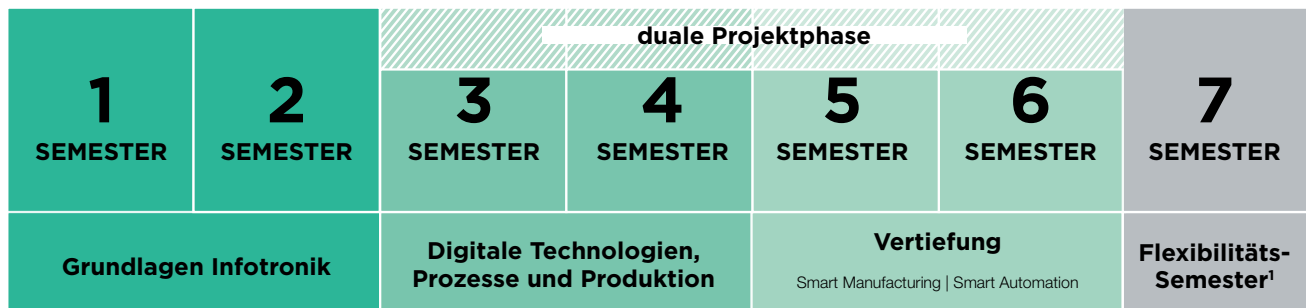 duale Projektphase
1
SEMESTER
2
SEMESTER
3
SEMESTER
4
SEMESTER
5
SEMESTER
6
SEMESTER
7
SEMESTER
Grundlagen Infotronik
Digitale Technologien,
Prozesse und Produktion
Vertiefung
Smart Manufacturing | Smart Automation
Flexibilitäts-
Semester¹